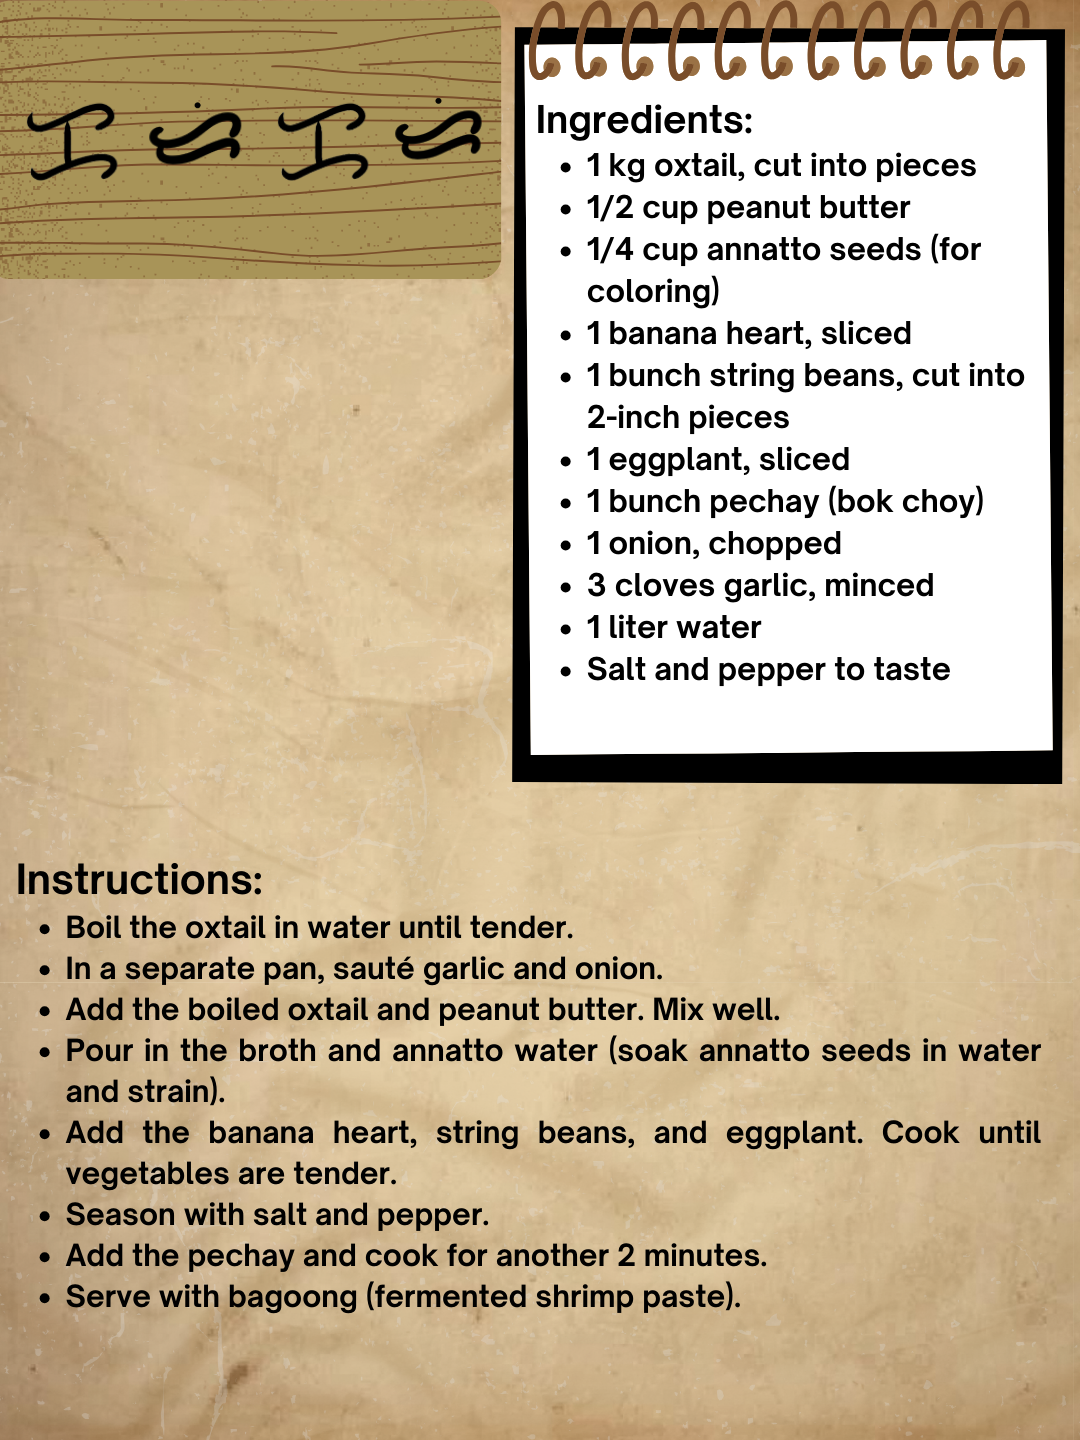 ᜃᜇᜒᜃᜇᜒ
Ingredients:
• 1 kg oxtail, cut into pieces
• 1/2 cup peanut butter
• 1/4 cup annatto seeds (for
coloring)
• 1 banana heart, sliced
• 1 bunch string beans, cut into
2-inch pieces
• 1 eggplant, sliced
• 1 bunch pechay (bok choy)
• 1 onion, chopped
• 3 cloves garlic, minced
• 1 liter water
• Salt and pepper to taste
Instructions:
• Boil the oxtail in water until tender.
• In a separate pan, sauté garlic and onion.
• Add the boiled oxtail and peanut butter. Mix well.
• Pour in the broth and annatto water (soak annatto seeds in water
and strain).
• Add the banana heart, string beans, and eggplant. Cook until
vegetables are tender.
• Season with salt and pepper.
• Add the pechay and cook for another 2 minutes.
• Serve with bagoong (fermented shrimp paste).